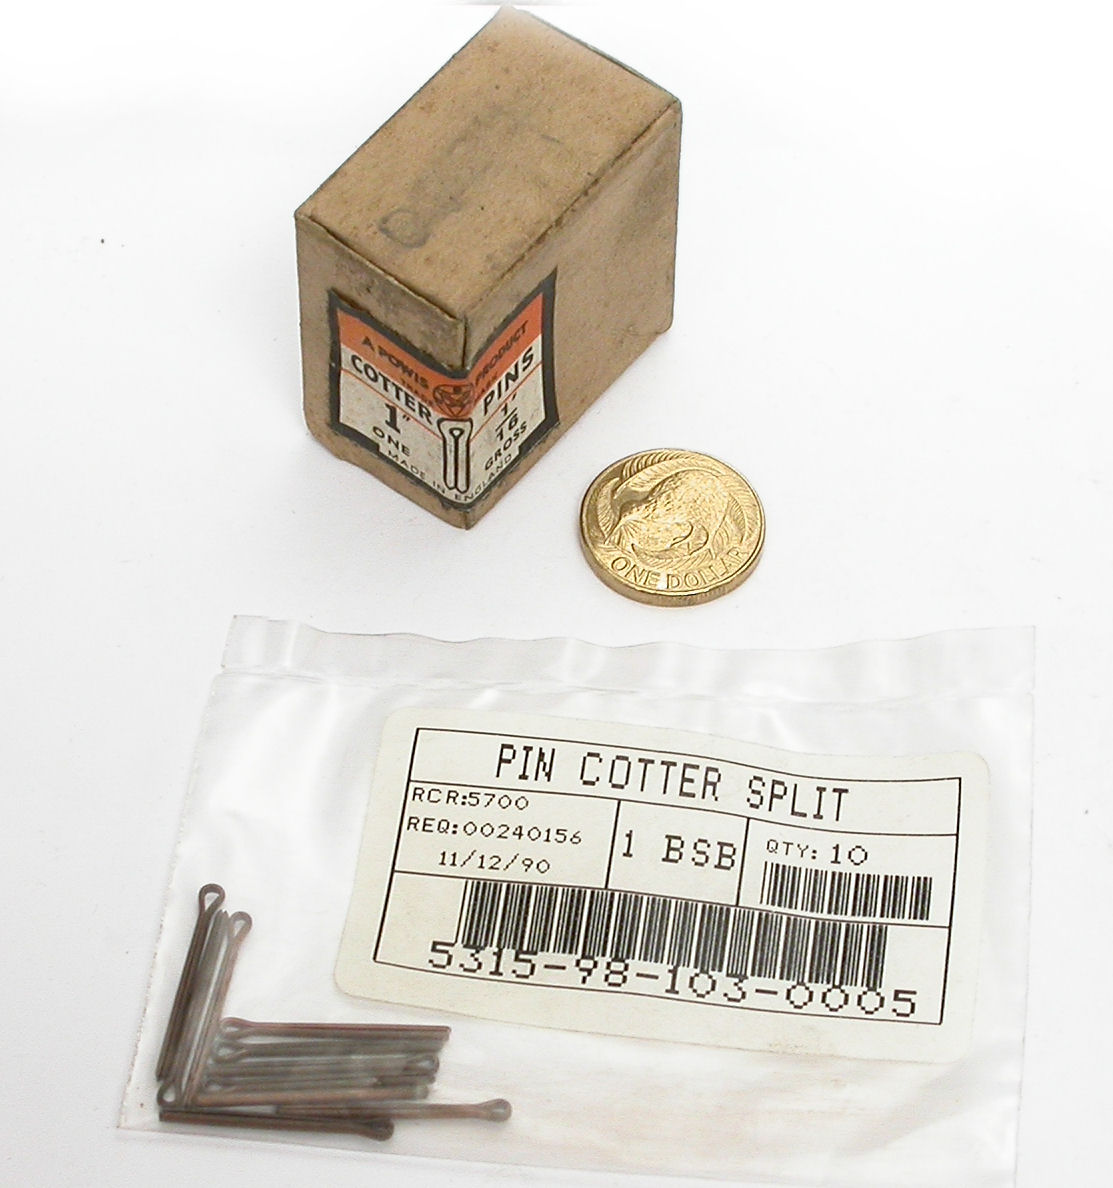 A POWIS PRODUCT
COTTER PINS
1" 1"/16
ONE GROSS
MADE IN ENGLAND
ONE DOLLAR
PIN COTTER SPLIT
RCR:5700
REQ:00240156
11/12/90
1 BSB
QTY: 10
5315-98-103-0005